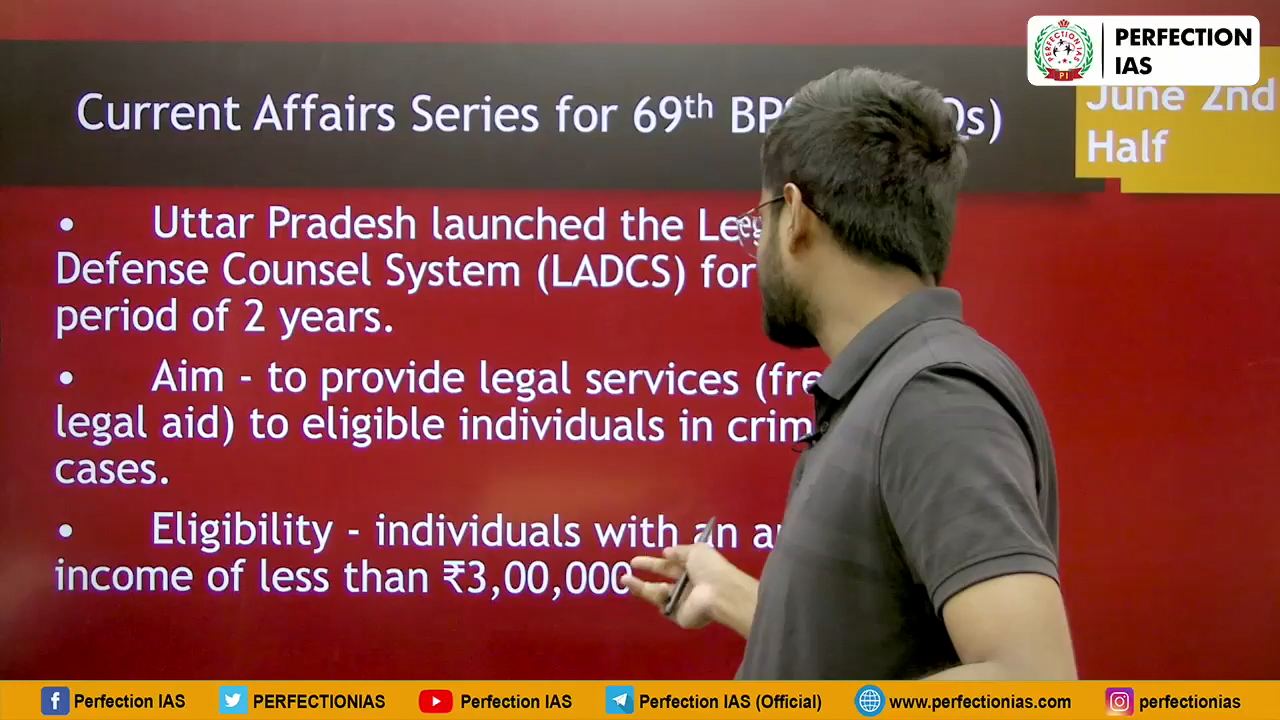 PERFECTION
IAS
Current Affairs Series for 69th BP Qs)
June 2nd
Half
• Uttar Pradesh launched the Leg
Defense Counsel System (LADCS) for
period of 2 years.
• Aim - to provide legal services (fre
legal aid) to eligible individuals in crim
cases.
• Eligibility - individuals with an a
income of less than ₹3,00,000
Perfection IAS PERFECTIONIAS Perfection IAS Perfection IAS (Official) www.perfectionias.com perfectionias